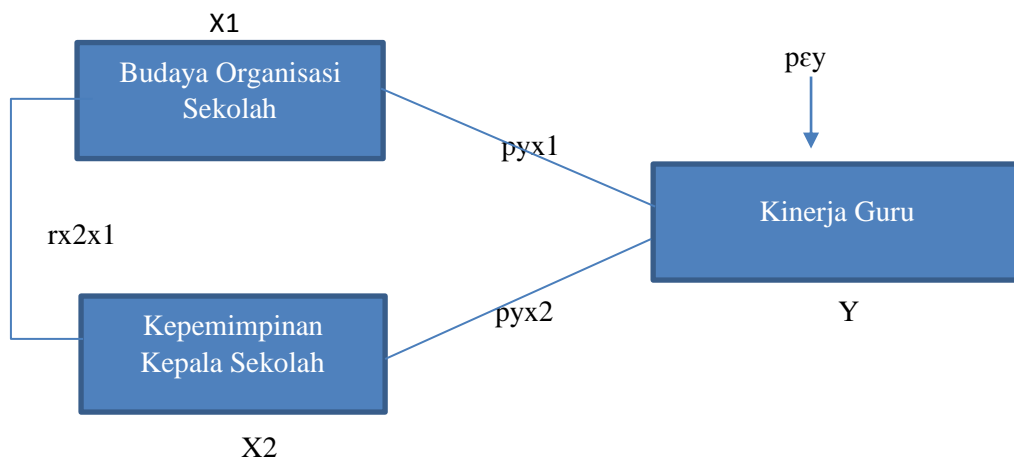 X1
Budaya Organisasi
Sekolah
pεy
pyx1
Kinerja Guru
rx2x1
Y
pyx2
Kepemimpinan
Kepala Sekolah
X2